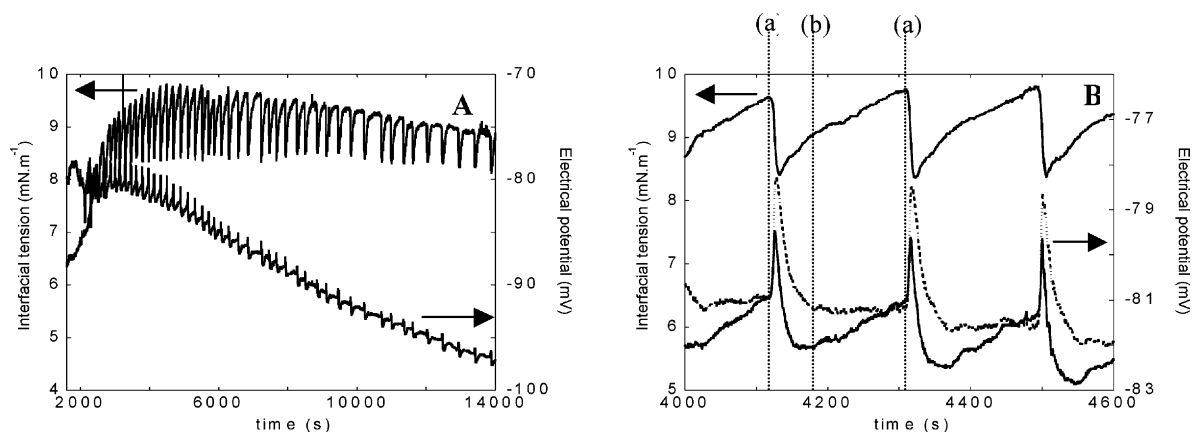 A
10
9
8
7
6
5
4
Interfacial tension (mN.m⁻¹)
-70
-80
-90
-100
Electrical potential (mV)
2000 6000 10000 14000
time (s)
(a) (b) (a)
B
10
9
8
7
6
5
Interfacial tension (mN.m⁻¹)
-77
-79
-81
-83
Electrical potential (mV)
4000 4200 4400 4600
time (s)